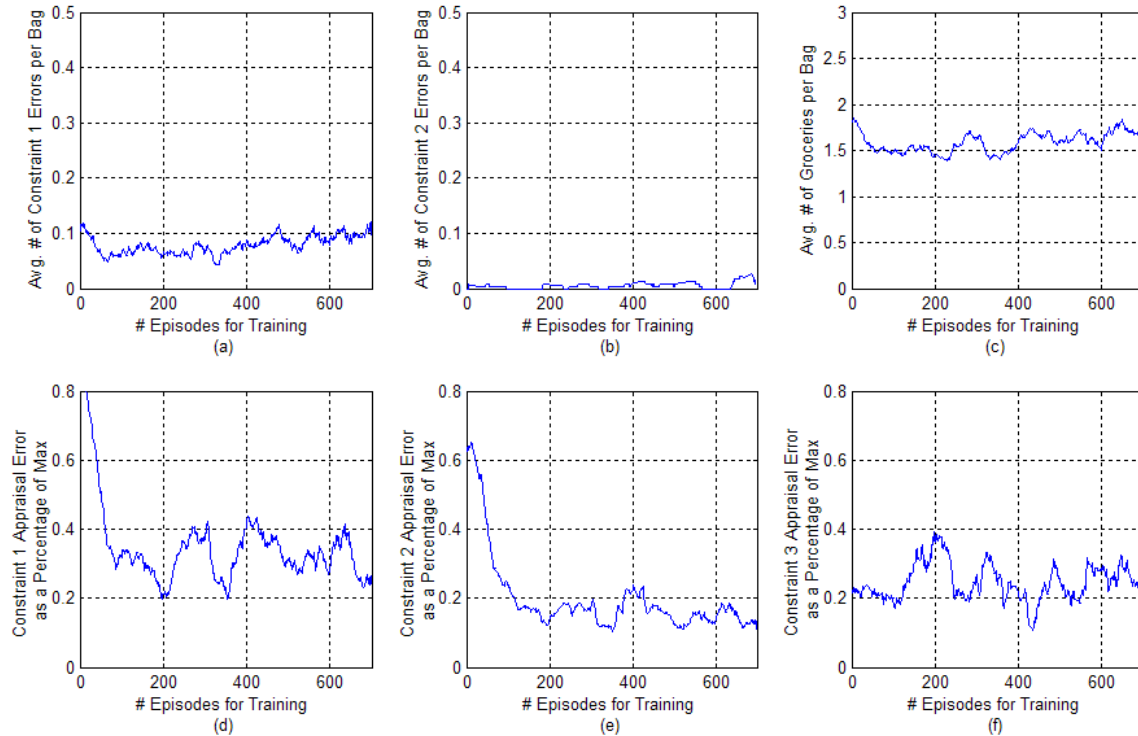 Avg. # of Constraint 1 Errors per Bag
0.5
0.4
0.3
0.2
0.1
0
0 200 400 600
# Episodes for Training
(a)
Avg. # of Constraint 2 Errors per Bag
0.5
0.4
0.3
0.2
0.1
0
0 200 400 600
# Episodes for Training
(b)
Avg. # of Groceries per Bag
3
2.5
2
1.5
1
0.5
0
0 200 400 600
# Episodes for Training
(c)
Constraint 1 Appraisal Error
as a Percentage of Max
0.8
0.6
0.4
0.2
0
0 200 400 600
# Episodes for Training
(d)
Constraint 2 Appraisal Error
as a Percentage of Max
0.8
0.6
0.4
0.2
0
0 200 400 600
# Episodes for Training
(e)
Constraint 3 Appraisal Error
as a Percentage of Max
0.8
0.6
0.4
0.2
0
0 200 400 600
# Episodes for Training
(f)